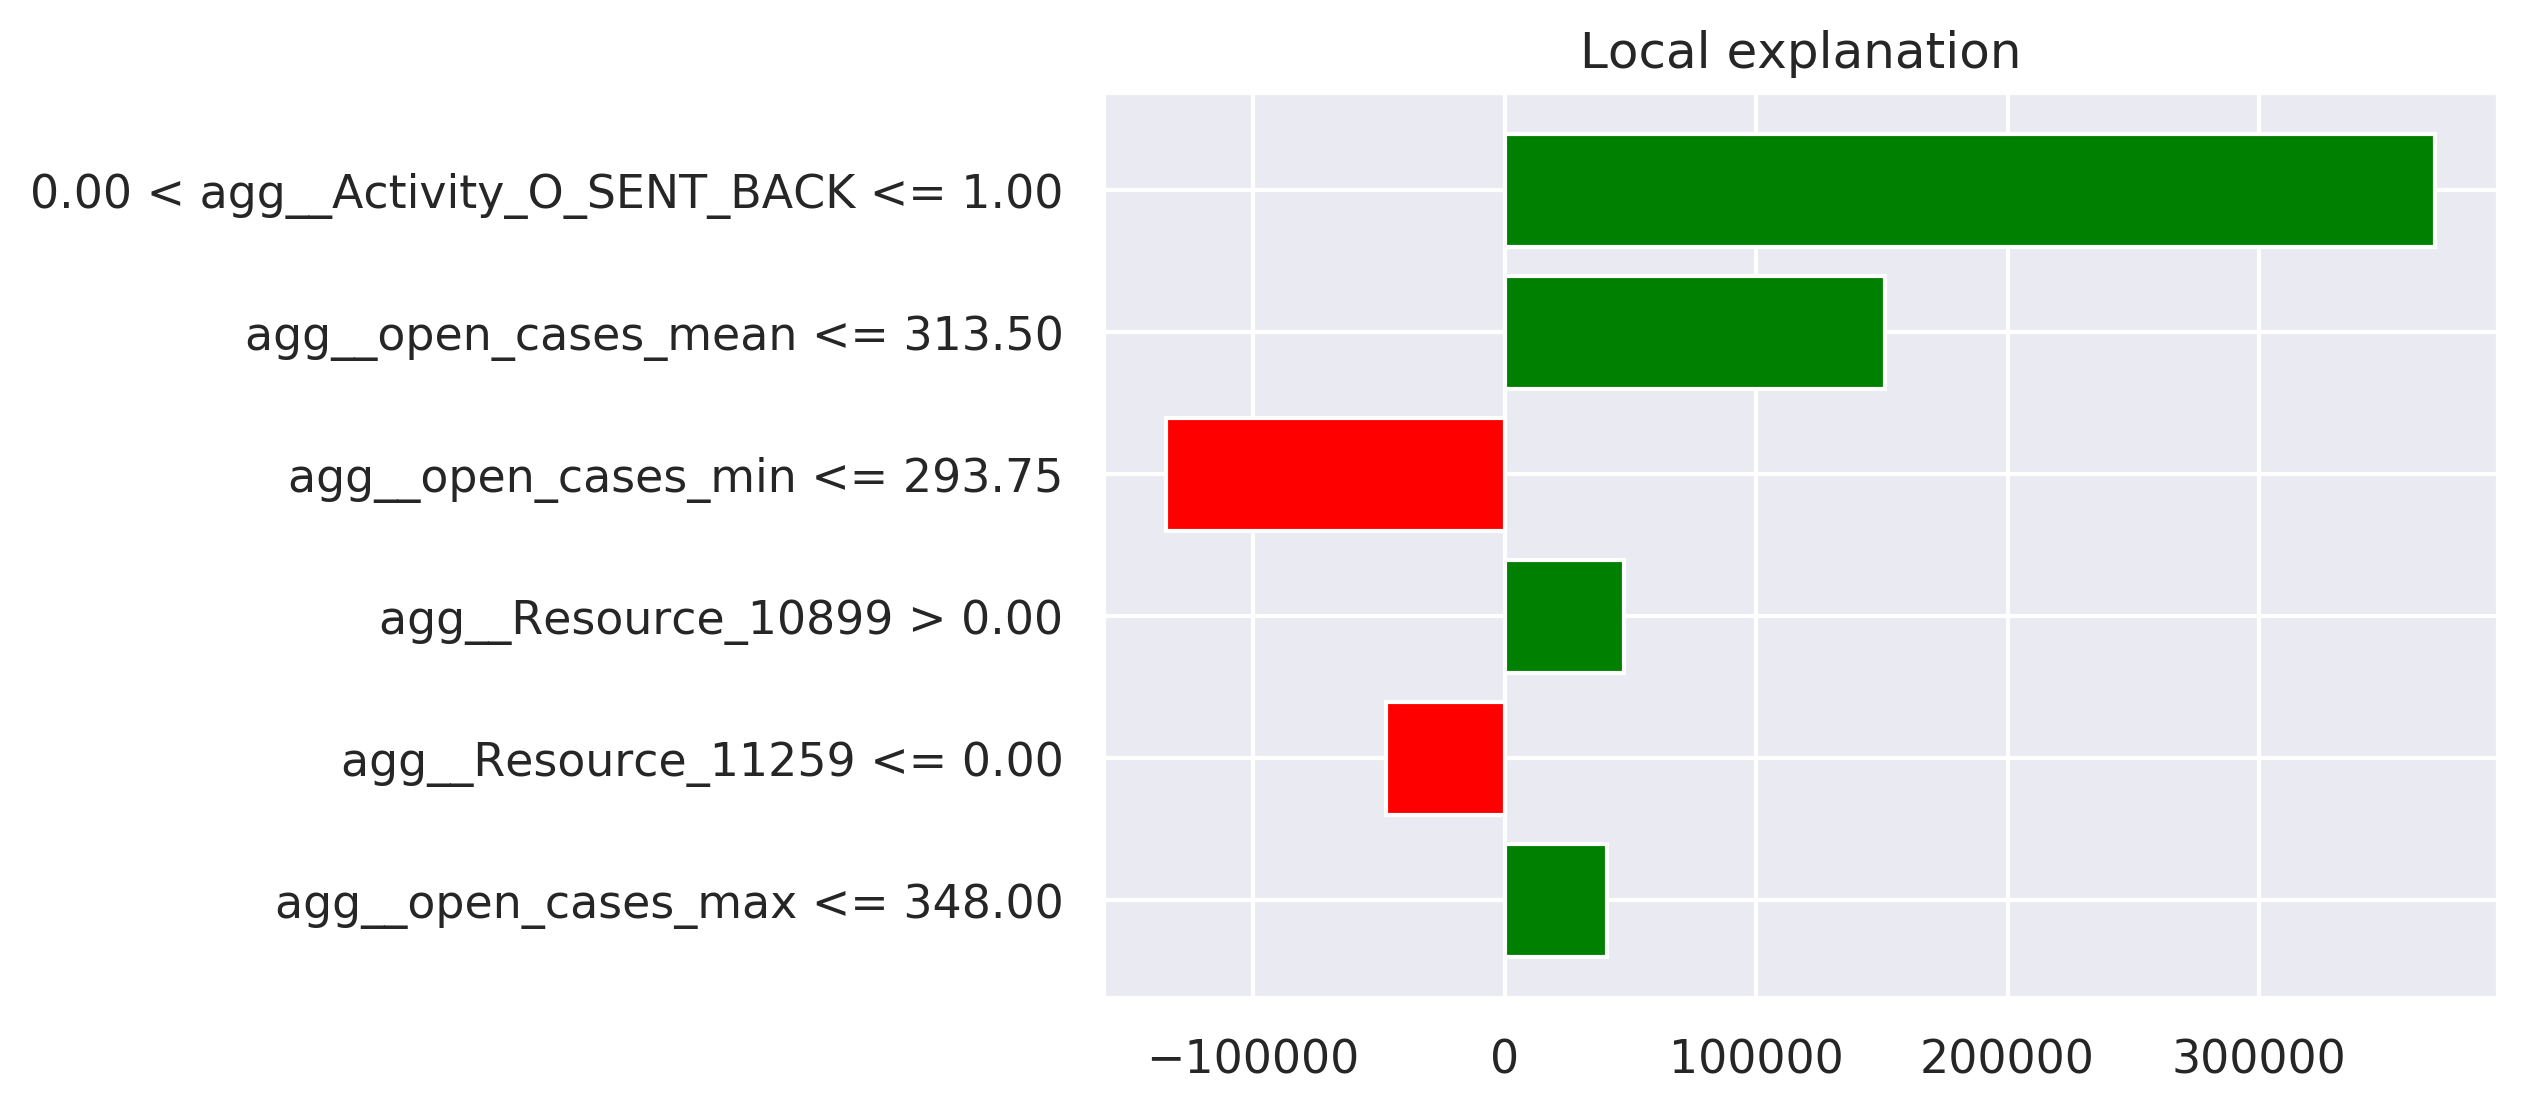 Local explanation
0.00 < agg__Activity_O_SENT_BACK <= 1.00
agg__open_cases_mean <= 313.50
agg__open_cases_min <= 293.75
agg__Resource_10899 > 0.00
agg__Resource_11259 <= 0.00
agg__open_cases_max <= 348.00
−100000 0 100000 200000 300000